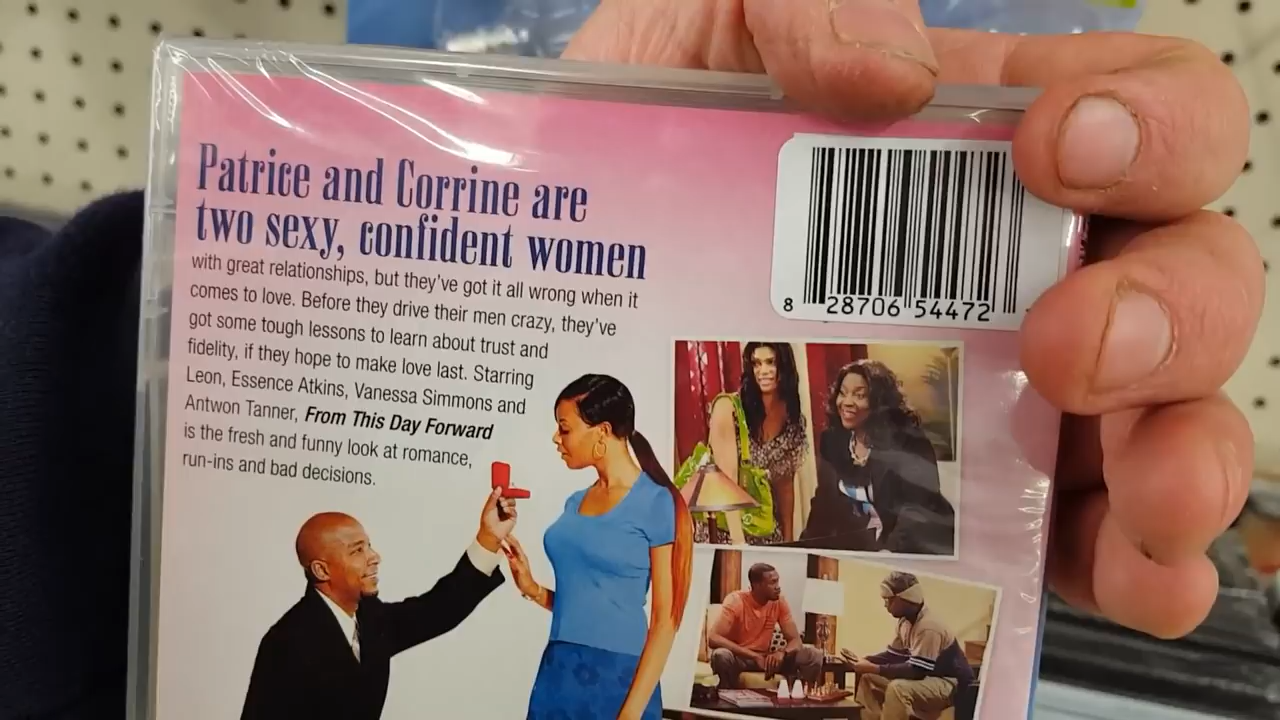 Patrice and Corrine are
two sexy, confident women
with great relationships, but they've got it all wrong when it
comes to love. Before they drive their men crazy, they've
got some tough lessons to learn about trust and
fidelity, if they hope to make love last. Starring
Leon, Essence Atkins, Vanessa Simmons and
Antwon Tanner, From This Day Forward
is the fresh and funny look at romance,
run-ins and bad decisions.
8 28706 54472